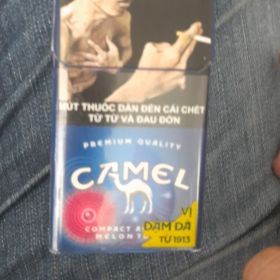 HÚT THUỐC DẪN ĐẾN CÁI CHẾT
TỪ TỪ VÀ ĐAU ĐỚN
PREMIUM QUALITY
CAMEL
COMPACT
MELON
VỊ
ĐẬM ĐÀ
TỪ 1913